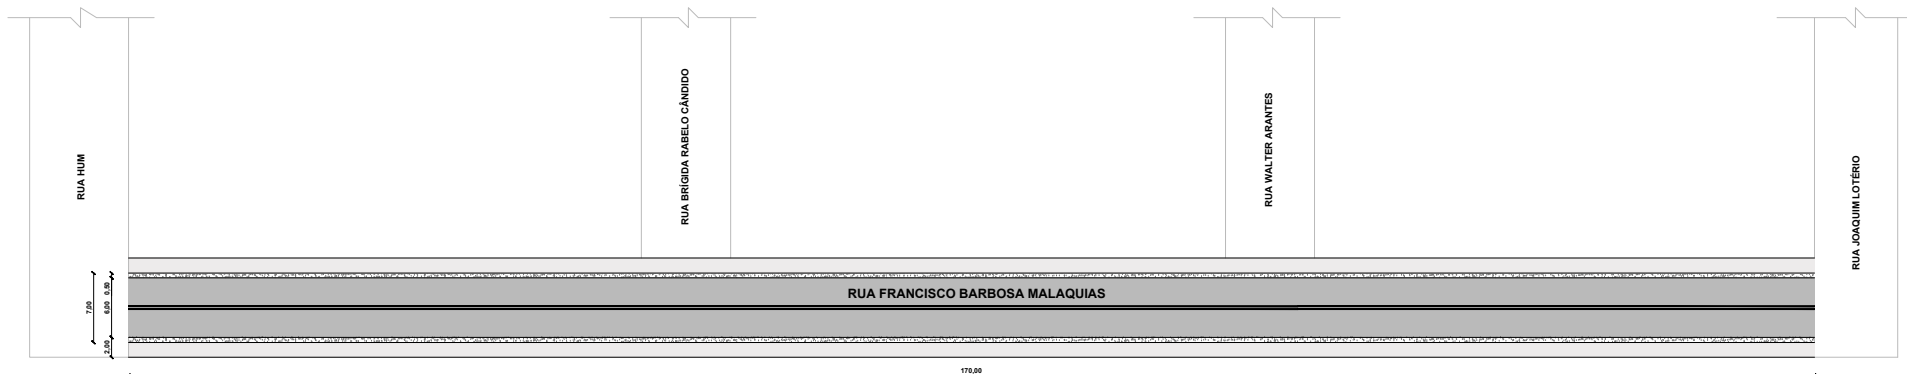 RUA HUM
RUA BRÍGIDA RABELO CÂNDIDO
RUA WALTER ARANTES
RUA JOAQUIM LOTÉRIO
RUA FRANCISCO BARBOSA MALAQUIAS
7,00
0.50
6,00
2,00
170,00